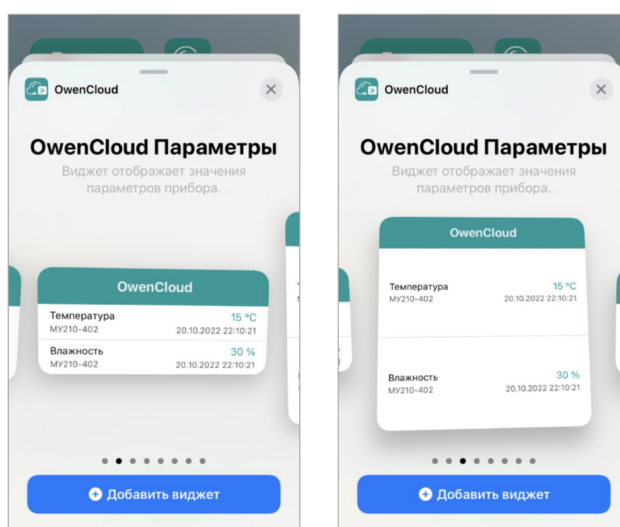 OwenCloud
OwenCloud Параметры
Виджет отображает значения
параметров прибора.
OwenCloud
Температура 15 °C
МУ210-402 20.10.2022 22:10:21
Влажность 30 %
МУ210-402 20.10.2022 22:10:21
Добавить виджет
OwenCloud
OwenCloud Параметры
Виджет отображает значения
параметров прибора.
OwenCloud
Температура 15 °C
МУ210-402 20.10.2022 22:10:21
Влажность 30 %
МУ210-402 20.10.2022 22:10:21
Добавить виджет